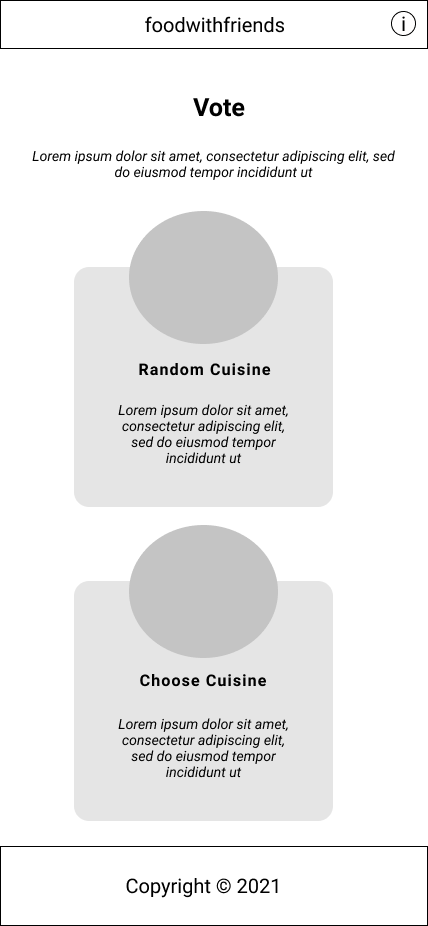 foodwithfriends
i
Vote
Lorem ipsum dolor sit amet, consectetur adipiscing elit, sed
do eiusmod tempor incididunt ut
Random Cuisine
Lorem ipsum dolor sit amet,
consectetur adipiscing elit,
sed do eiusmod tempor
incididunt ut
Choose Cuisine
Lorem ipsum dolor sit amet,
consectetur adipiscing elit,
sed do eiusmod tempor
incididunt ut
Copyright © 2021